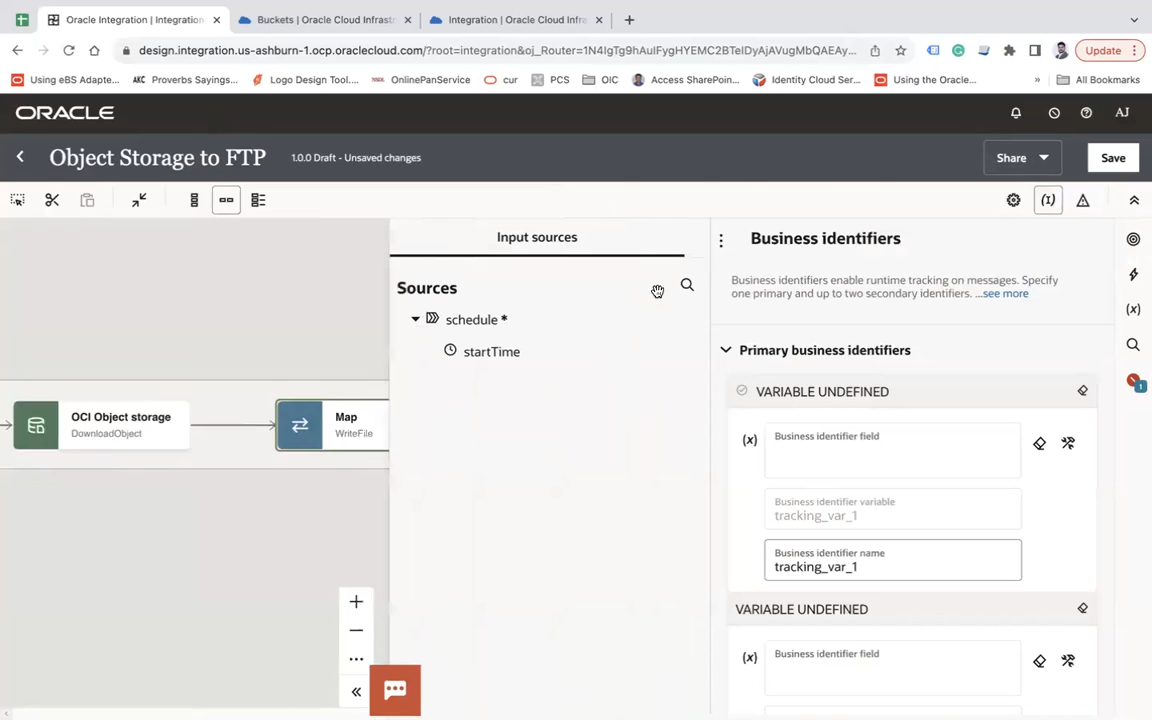 Oracle Integration | Integration
Buckets | Oracle Cloud Infrast
Integration | Oracle Cloud Infra
design.integration.us-ashburn-1.ocp.oraclecloud.com/?root=integration&oj_Router=
Update
Using eBS Adapte...
AKC Proverbs Sayings...
Logo Design Tool....
OnlinePanService
cur
PCS
OIC
Access SharePoin...
Identity Cloud Ser...
Using the Oracle...
»
All Bookmarks
ORACLE
AJ
Object Storage to FTP
1.0.0 Draft - Unsaved changes
Share
Save
Input sources
Business identifiers
Business identifiers enable runtime tracking on messages. Specify
one primary and up to two secondary identifiers. ...see more
Sources
schedule *
startTime
Primary business identifiers
VARIABLE UNDEFINED
(x)
Business identifier field
Business identifier variable
tracking_var_1
Business identifier name
tracking_var_1
VARIABLE UNDEFINED
(x)
Business identifier field
OCI Object storage
DownloadObject
Map
WriteFile
(I)
(x)
1